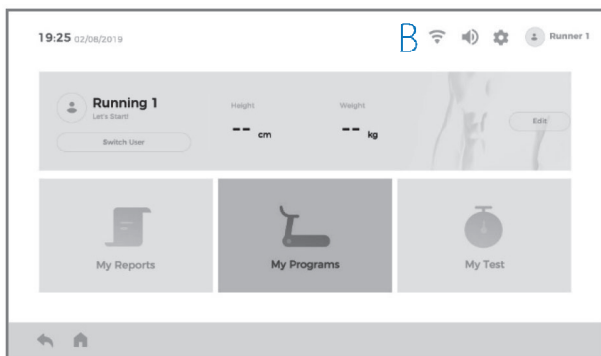 19:25 02/08/2019
B
Runner 1
Running 1
Let's Start!
Switch User
Height
-- cm
Weight
-- kg
Edit
My Reports
My Programs
My Test